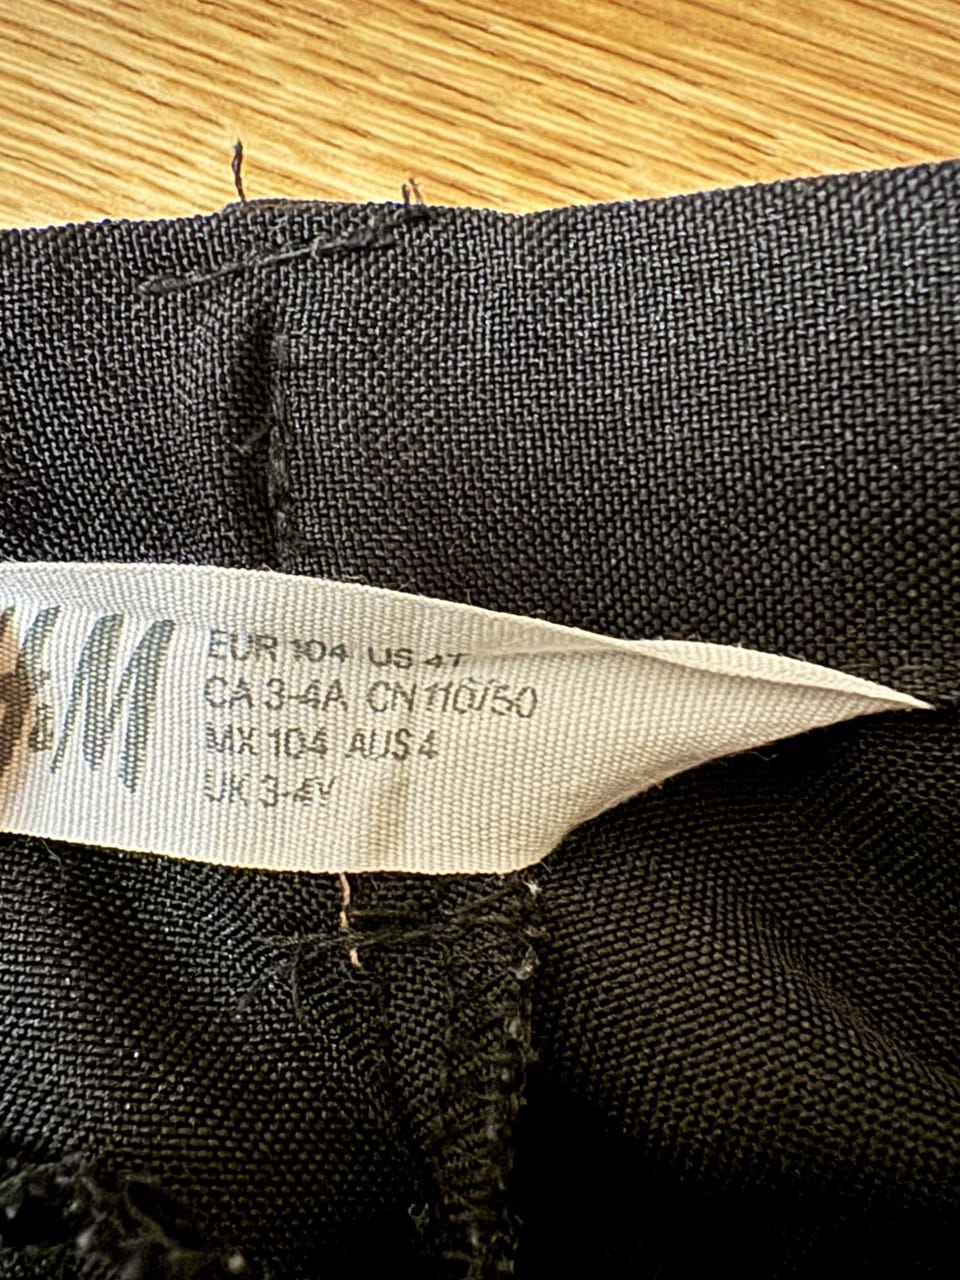 M
EUR 104 US 4T
CA 3-4A CN 110/50
MX 104 AUS 4
UK 3-4Y